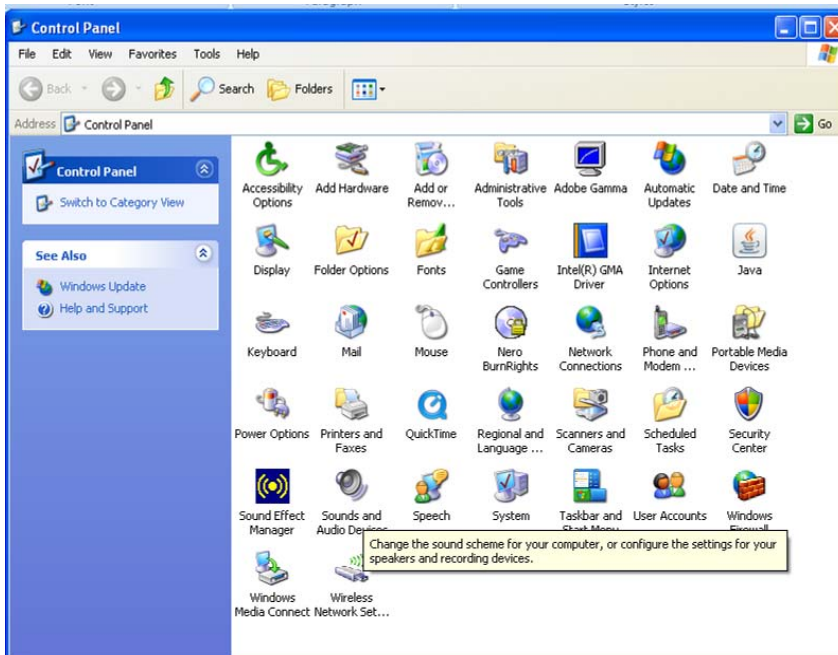 Control Panel
File Edit View Favorites Tools Help
Back Search Folders
Address Control Panel Go
Control Panel
Switch to Category View
See Also
Windows Update
Help and Support
Accessibility Options
Add Hardware
Add or Remov...
Administrative Tools
Adobe Gamma
Automatic Updates
Date and Time
Display
Folder Options
Fonts
Game Controllers
Intel(R) GMA Driver
Internet Options
Java
Keyboard
Mail
Mouse
Nero BurnRights
Network Connections
Phone and Modem ...
Portable Media Devices
Power Options
Printers and Faxes
QuickTime
Regional and Language ...
Scanners and Cameras
Scheduled Tasks
Security Center
Sound Effect Manager
Sounds and Audio Devices
Speech
System
Taskbar and Start Menu
User Accounts
Windows Firewall
Change the sound scheme for your computer, or configure the settings for your
speakers and recording devices.
Windows Media Connect
Wireless Network Set...